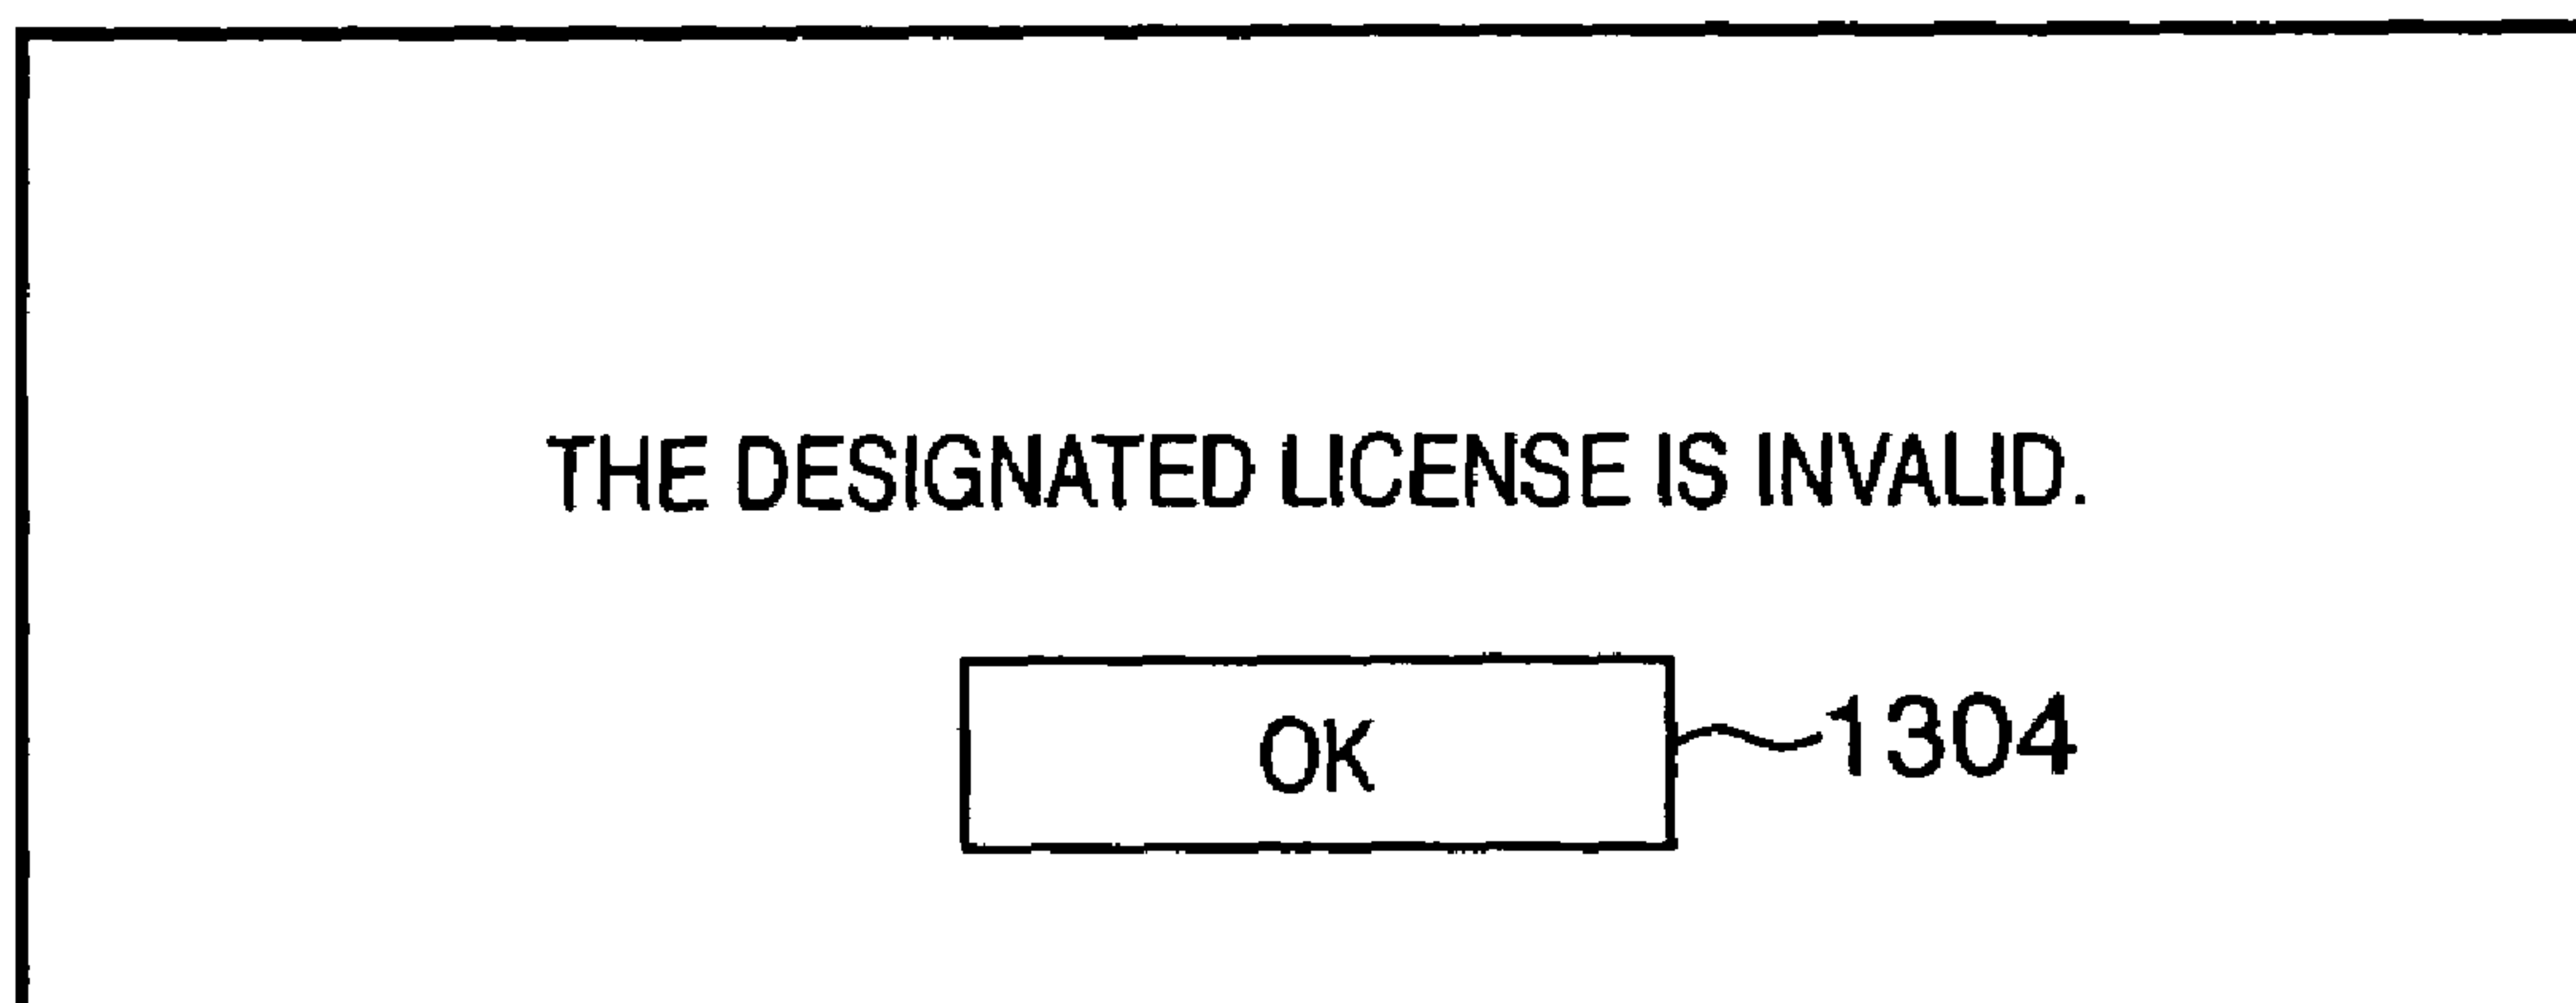 THE DESIGNATED LICENSE IS INVALID.
OK 1304